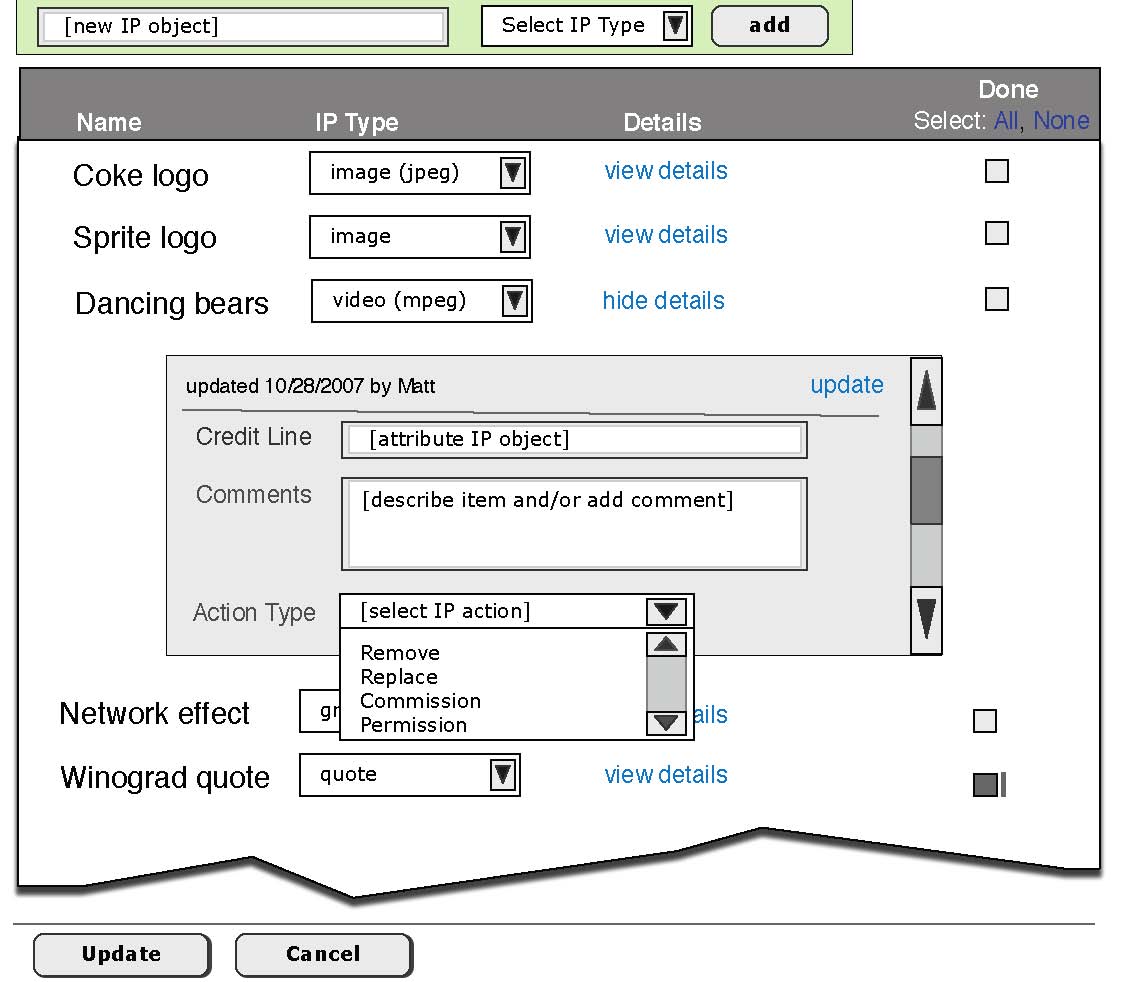 [new IP object] Select IP Type add
Done
Name IP Type Details Select: All, None
Coke logo image (jpeg) view details
Sprite logo image view details
Dancing bears video (mpeg) hide details
updated 10/28/2007 by Matt update
Credit Line [attribute IP object]
Comments [describe item and/or add comment]
Action Type [select IP action]
Remove
Replace
Commission
Permission
Network effect
Winograd quote quote view details
Update Cancel